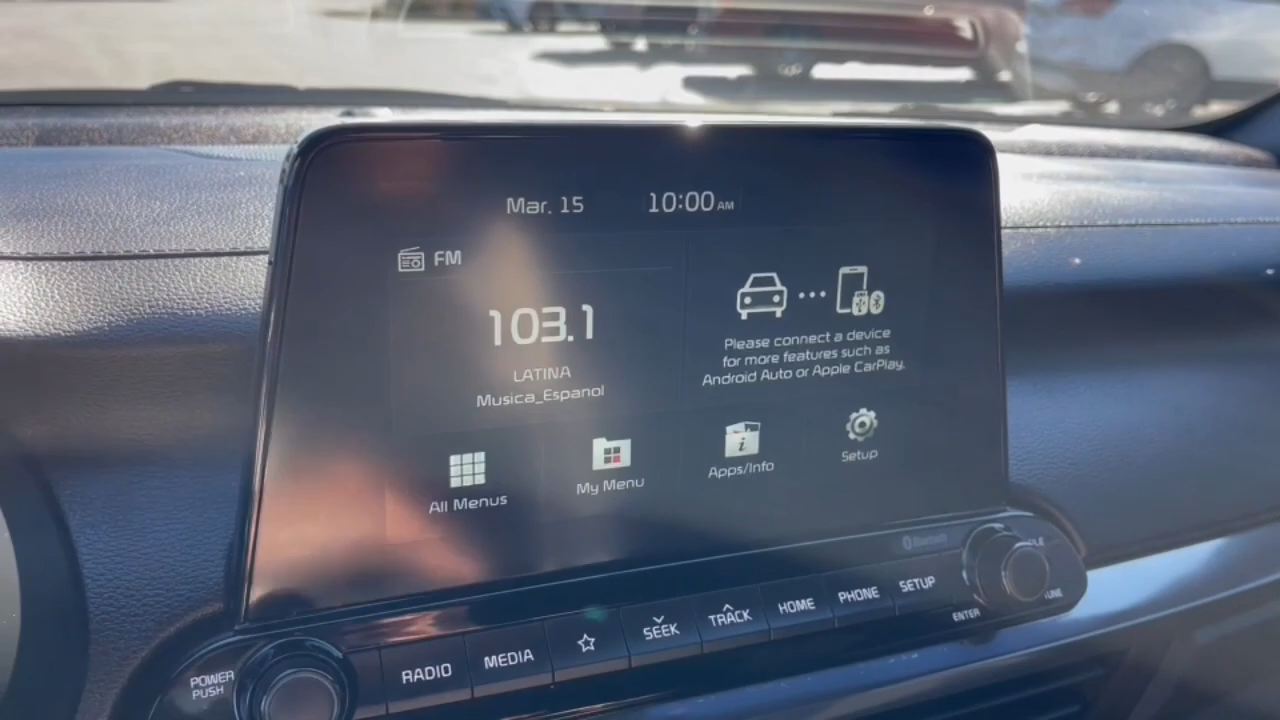 Mar. 15 10:00 AM
FM
103.1
LATINA
Musica_Espanol
Please connect a device
for more features such as
Android Auto or Apple CarPlay.
All Menus
My Menu
Apps/Info
Setup
Bluetooth
POWER
PUSH
RADIO
MEDIA
SEEK
TRACK
HOME
PHONE
SETUP
ENTER